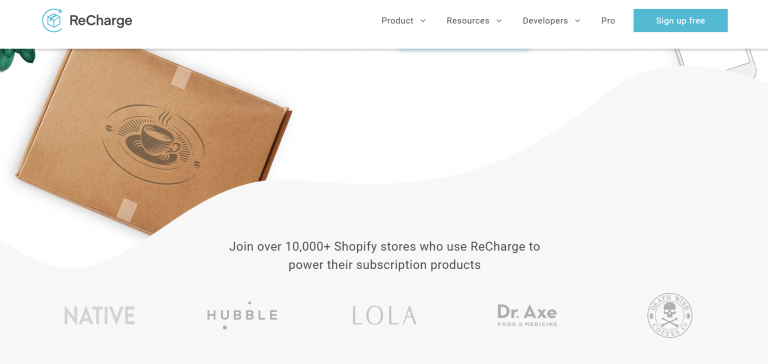 ReCharge
Product
Resources
Developers
Pro
Sign up free
Join over 10,000+ Shopify stores who use ReCharge to
power their subscription products
NATIVE
HUBBLE
LOLA
Dr. Axe
FOOD IS MEDICINE
DEATH WISH
COFFEE CO